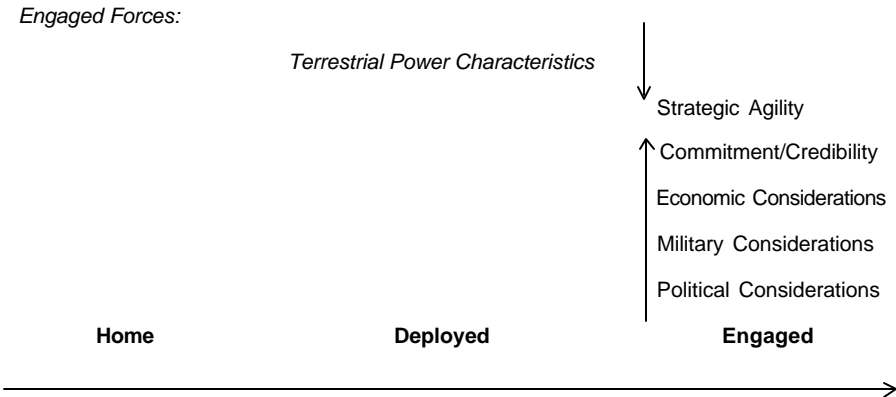 Engaged Forces:
Terrestrial Power Characteristics
Strategic Agility
Commitment/Credibility
Economic Considerations
Military Considerations
Political Considerations
Home Deployed Engaged